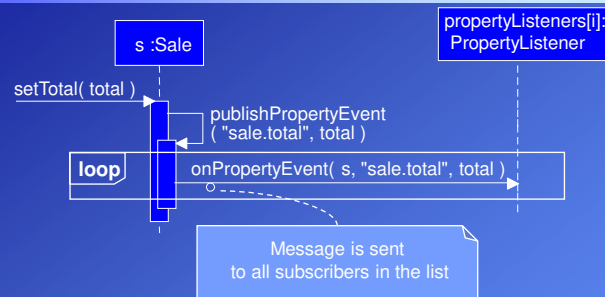 propertyListeners[i]:
PropertyListener
s :Sale
setTotal( total )
publishPropertyEvent
( "sale.total", total )
loop
onPropertyEvent( s, "sale.total", total )
Message is sent
to all subscribers in the list